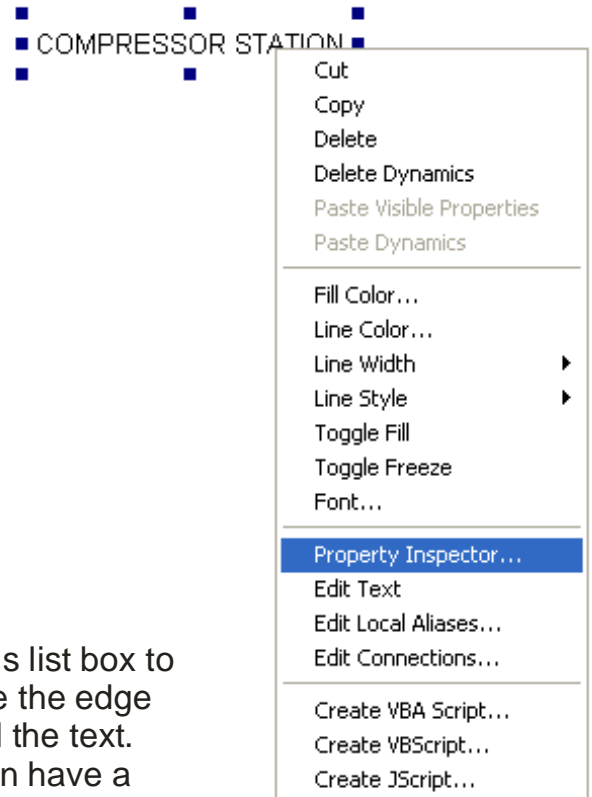 COMPRESSOR STATION
Cut
Copy
Delete
Delete Dynamics
Paste Visible Properties
Paste Dynamics
Fill Color...
Line Color...
Line Width
Line Style
Toggle Fill
Toggle Freeze
Font...
Property Inspector...
Edit Text
Edit Local Aliases...
Edit Connections...
Create VBA Script...
Create VBScript...
Create JScript...
s list box to
e the edge
the text.
n have a